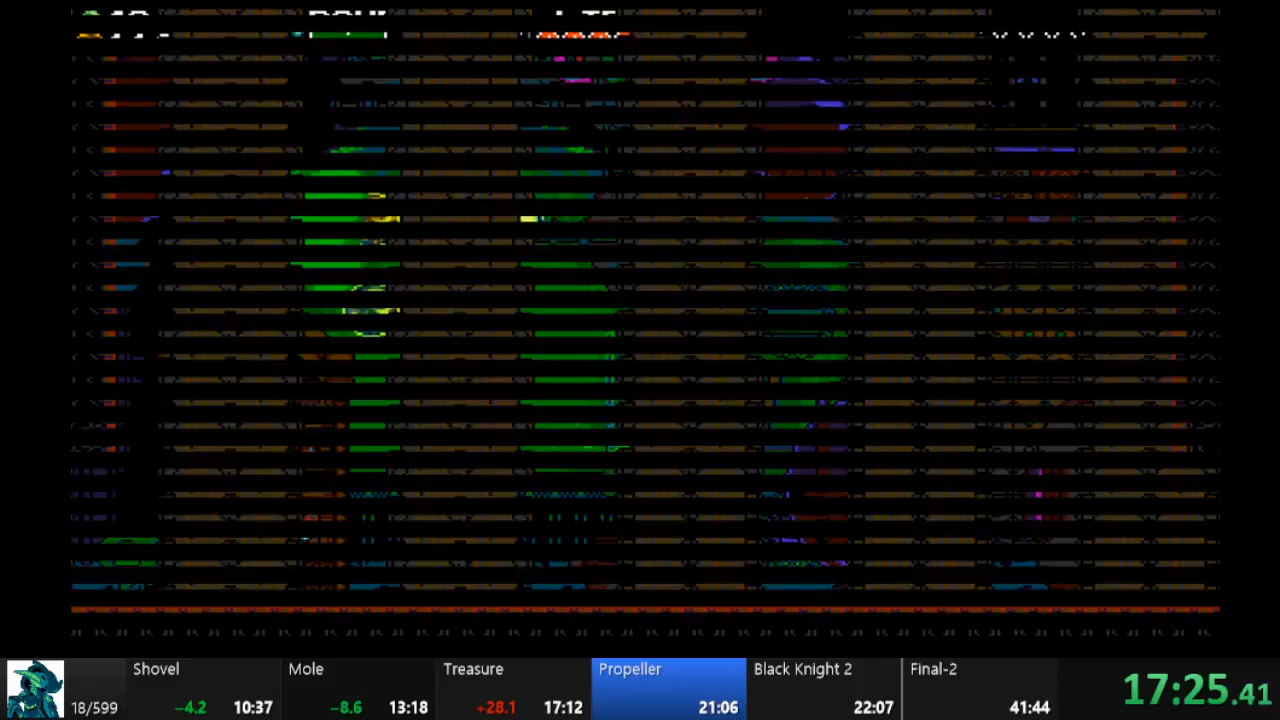 Shovel Mole Treasure Propeller Black Knight 2 Final-2
18/599 −4.2 10:37 −8.6 13:18 +28.1 17:12 21:06 22:07 41:44
17:25.41